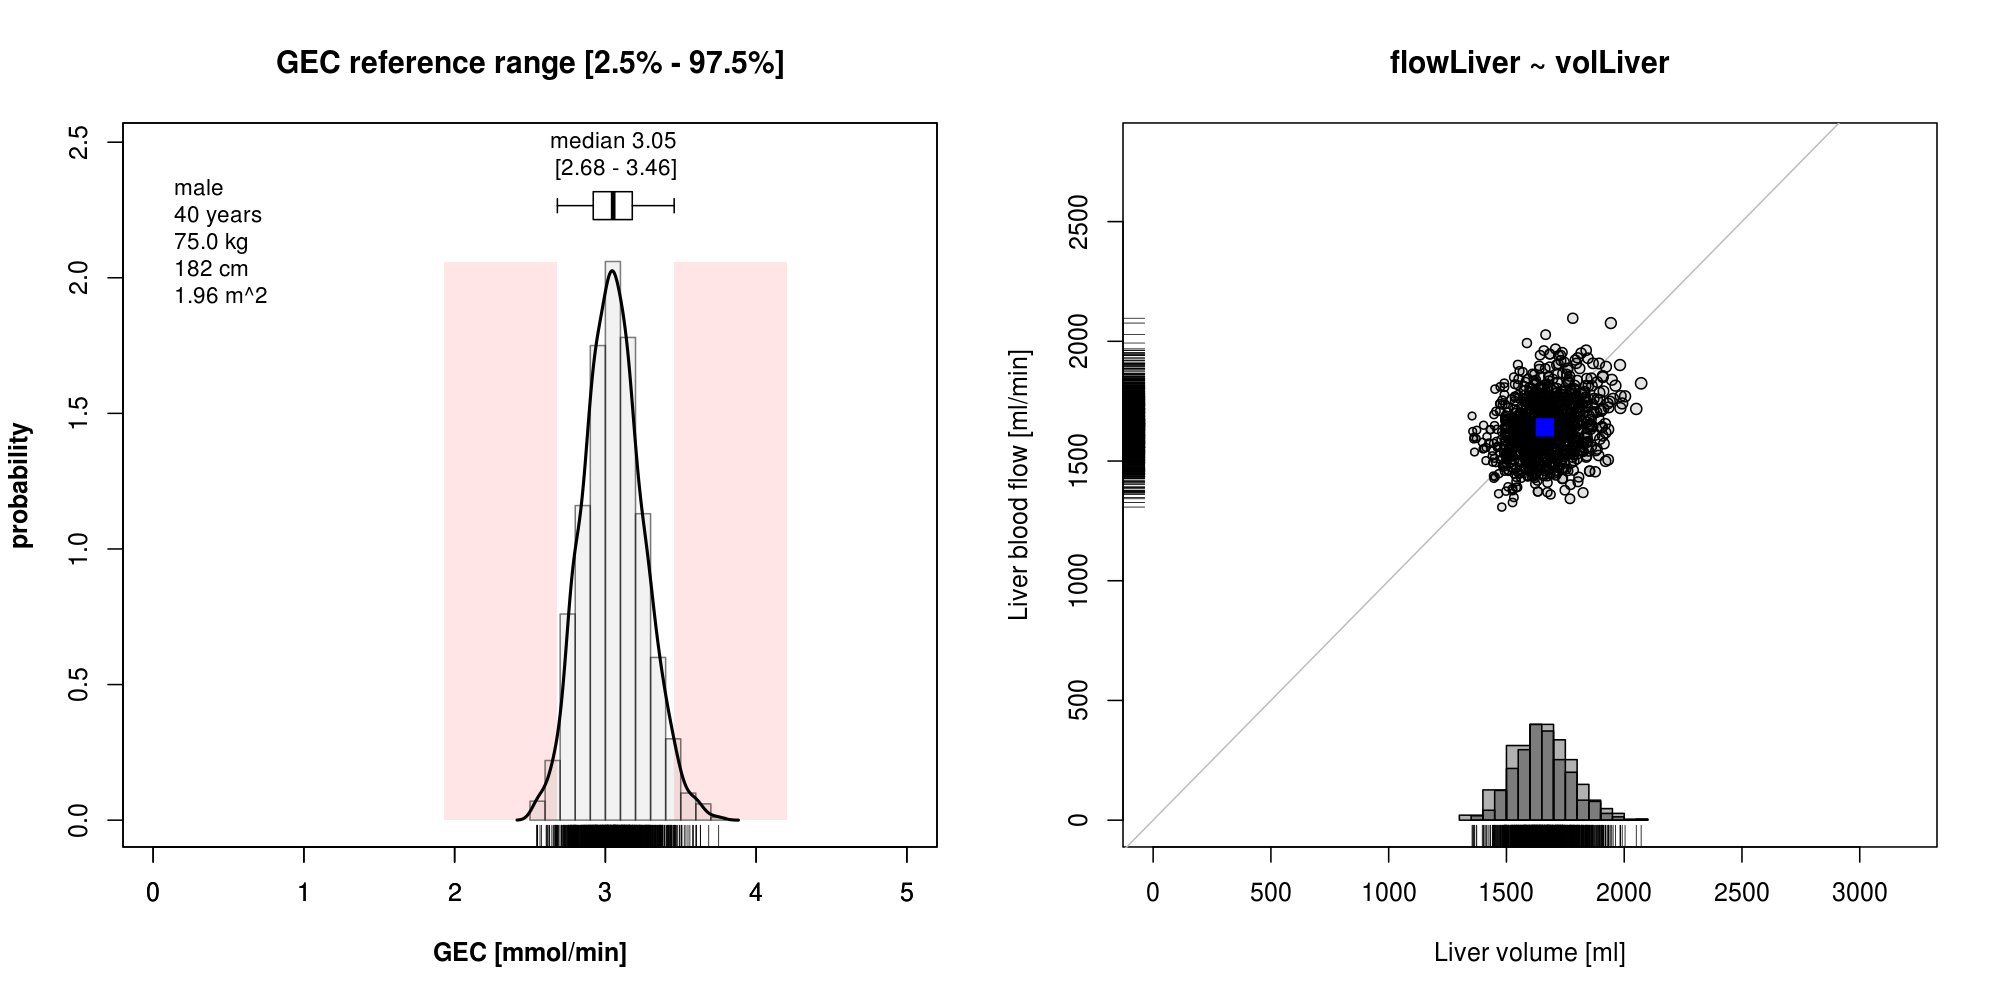 GEC reference range [2.5% - 97.5%]
median 3.05
[2.68 - 3.46]
male
40 years
75.0 kg
182 cm
1.96 m^2
probability
2.5
2.0
1.5
1.0
0.5
0.0
0 1 2 3 4 5
GEC [mmol/min]
flowLiver ~ volLiver
Liver blood flow [ml/min]
2500
2000
1500
1000
500
0
0 500 1000 1500 2000 2500 3000
Liver volume [ml]